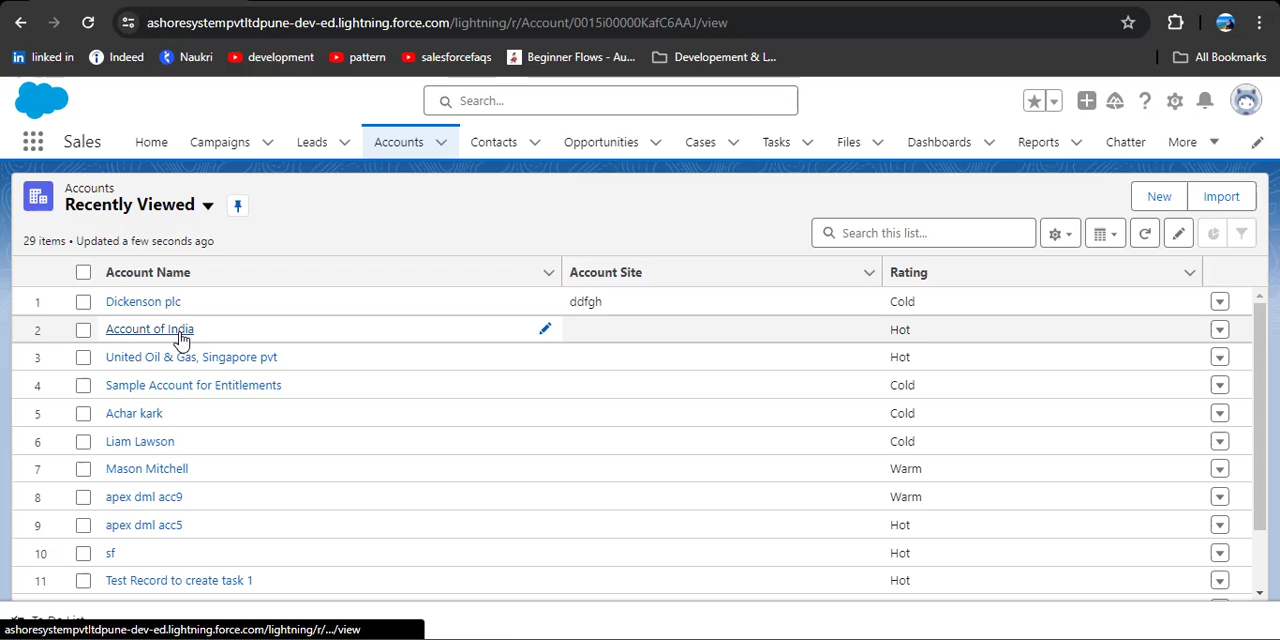 ashoresystempvtltdpune-dev-ed.lightning.force.com/lightning/r/Account/0015i00000KafC6AAJ/view
linked in Indeed Naukri development pattern salesforcefaqs Beginner Flows - Au... Developement & L... All Bookmarks
Search...
Sales Home Campaigns Leads Accounts Contacts Opportunities Cases Tasks Files Dashboards Reports Chatter More
Accounts
Recently Viewed
New Import
29 items • Updated a few seconds ago
Search this list...
Account Name Account Site Rating
1 Dickenson plc ddfgh Cold
2 Account of India Hot
3 United Oil & Gas, Singapore pvt Hot
4 Sample Account for Entitlements Cold
5 Achar kark Cold
6 Liam Lawson Cold
7 Mason Mitchell Warm
8 apex dml acc9 Warm
9 apex dml acc5 Hot
10 sf Hot
11 Test Record to create task 1 Hot
To Do List
ashoresystempvtltdpune-dev-ed.lightning.force.com/lightning/r/.../view